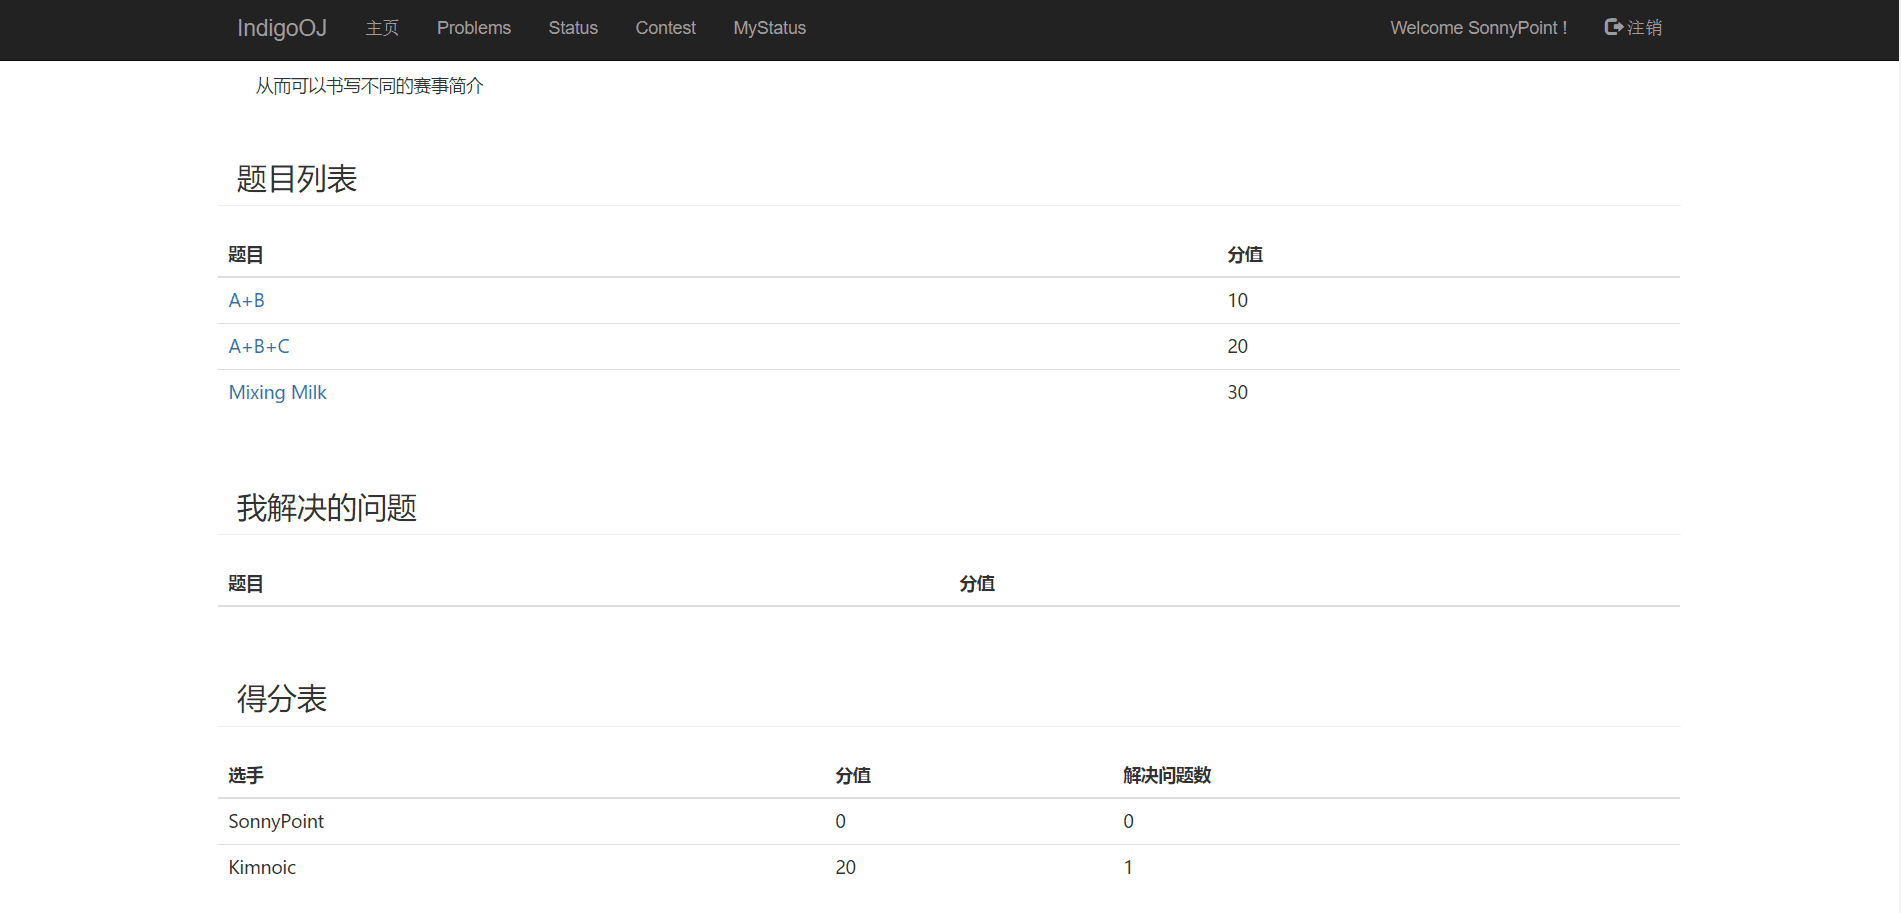 IndigoOJ 主页 Problems Status Contest MyStatus Welcome SonnyPoint ! 注销
从而可以书写不同的赛事简介
题目列表
题目 分值
A+B 10
A+B+C 20
Mixing Milk 30
我解决的问题
题目 分值
得分表
选手 分值 解决问题数
SonnyPoint 0 0
Kimnoic 20 1